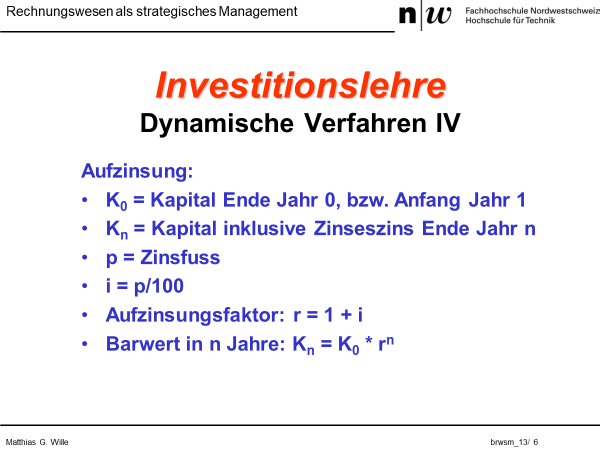 Rechnungswesen als strategisches Management
n w Fachhochschule Nordwestschweiz
Hochschule für Technik
Investitionslehre
Dynamische Verfahren IV
Aufzinsung:
• K₀ = Kapital Ende Jahr 0, bzw. Anfang Jahr 1
• Kₙ = Kapital inklusive Zinseszins Ende Jahr n
• p = Zinsfuss
• i = p/100
• Aufzinsungsfaktor: r = 1 + i
• Barwert in n Jahre: Kₙ = K₀ * rⁿ
Matthias G. Wille brwsm_13/ 6